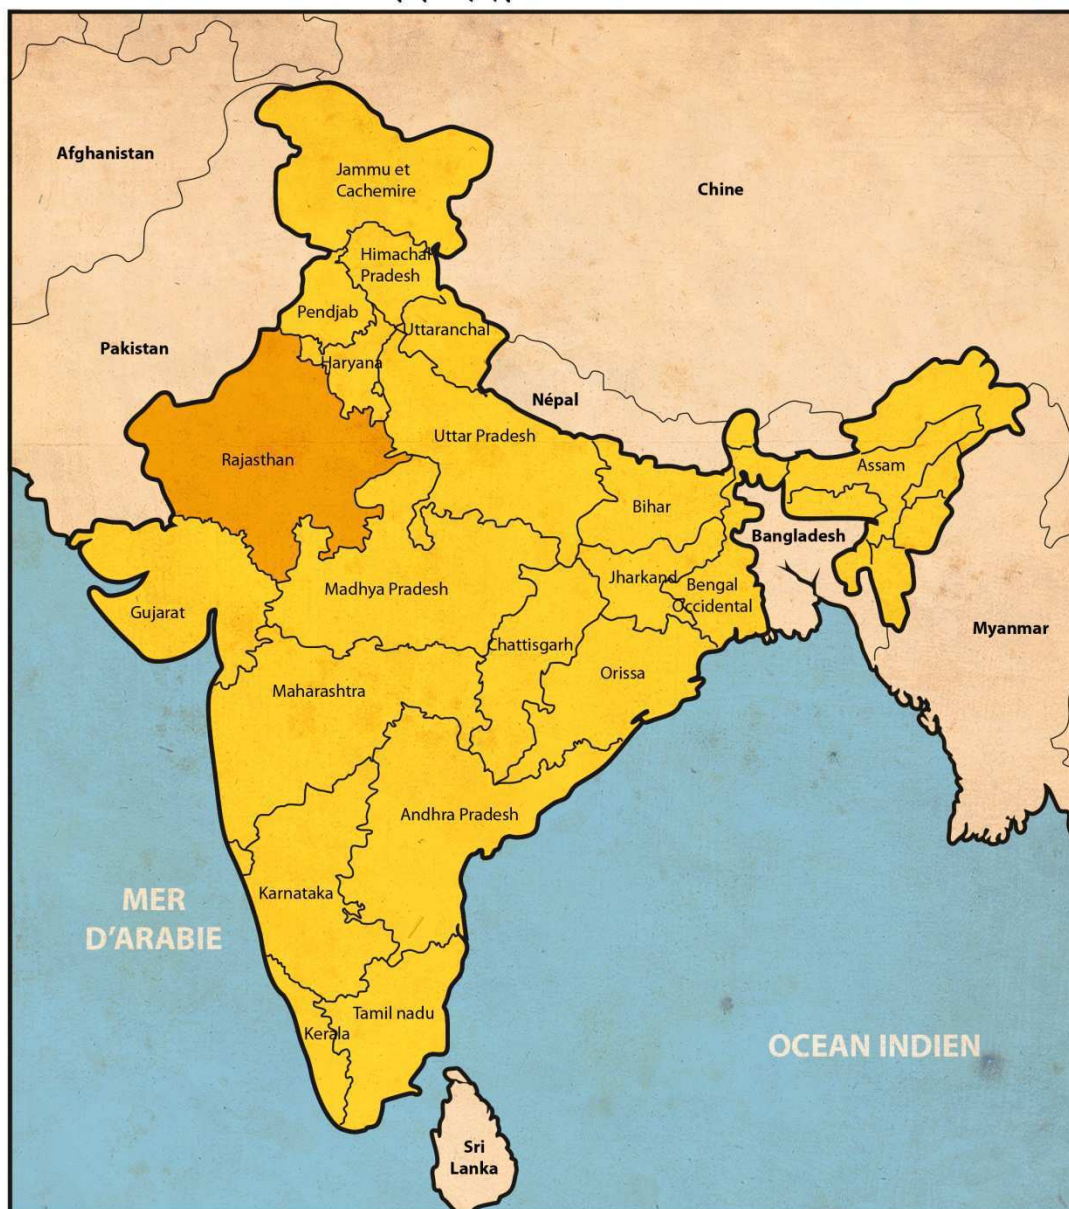 Afghanistan
Jammu et
Cachemire
Chine
Himachal
Pradesh
Pendjab
Uttaranchal
Pakistan
Haryana
Népal
Uttar Pradesh
Rajasthan
Assam
Bihar
Bangladesh
Jharkand
Madhya Pradesh
Bengal
Occidental
Gujarat
Myanmar
Chattisgarh
Orissa
Maharashtra
Andhra Pradesh
Karnataka
MER
D'ARABIE
Tamil nadu
Kerala
OCEAN INDIEN
Sri
Lanka